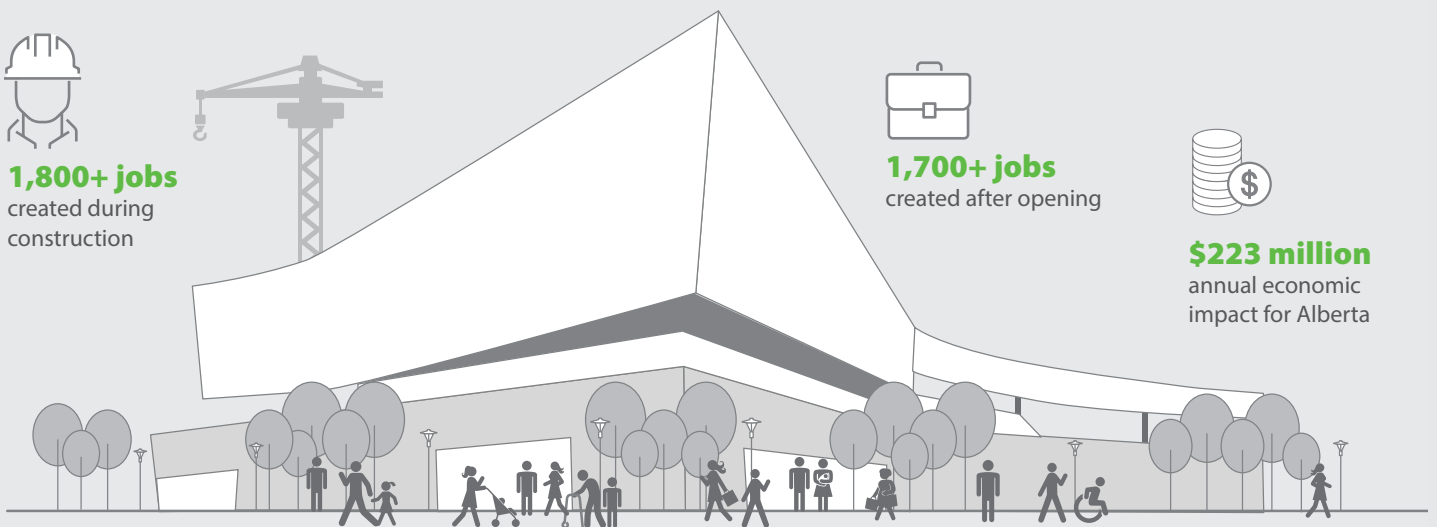 1,800+ jobs
created during
construction
1,700+ jobs
created after opening
$
$223 million
annual economic
impact for Alberta